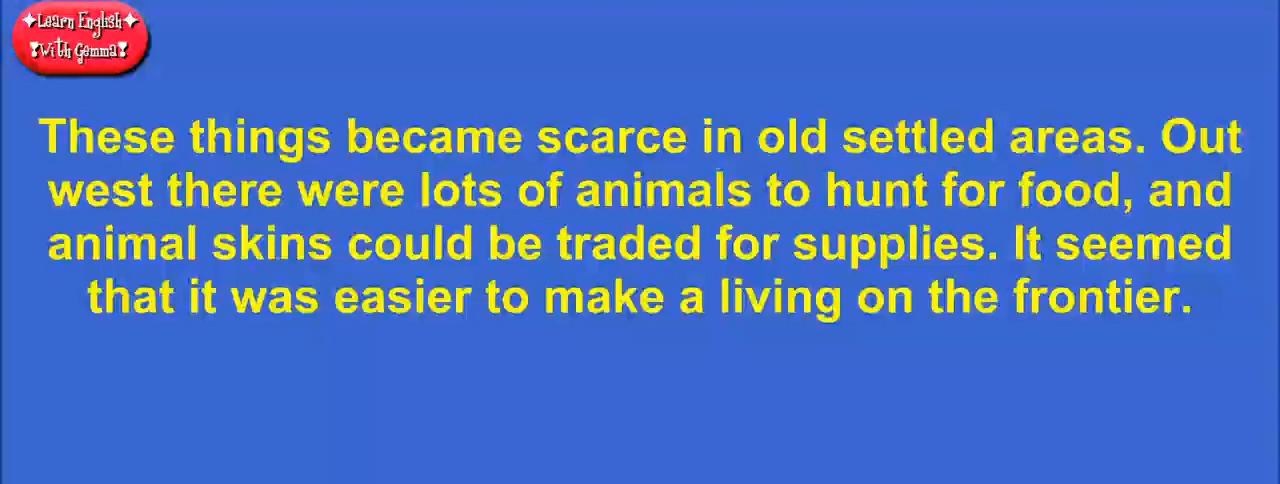 ✦Learn English✦
❣With Gemma❣
These things became scarce in old settled areas. Out
west there were lots of animals to hunt for food, and
animal skins could be traded for supplies. It seemed
that it was easier to make a living on the frontier.